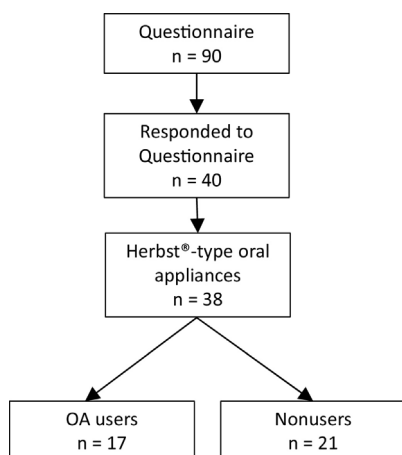 Questionnaire
n = 90
Responded to
Questionnaire
n = 40
Herbst®-type oral
appliances
n = 38
OA users
n = 17
Nonusers
n = 21